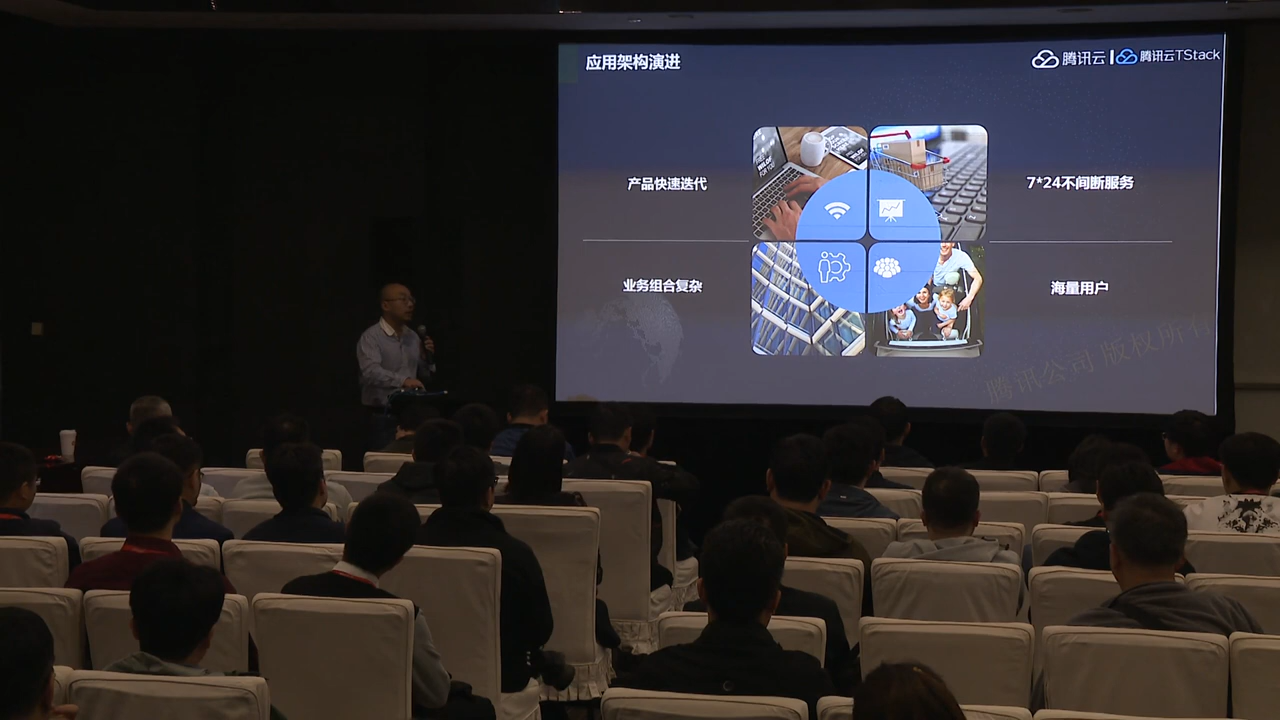 应用架构演进
腾讯云
腾讯云TStack
产品快速迭代
7*24不间断服务
业务组合复杂
海量用户
腾讯公司 版权所有